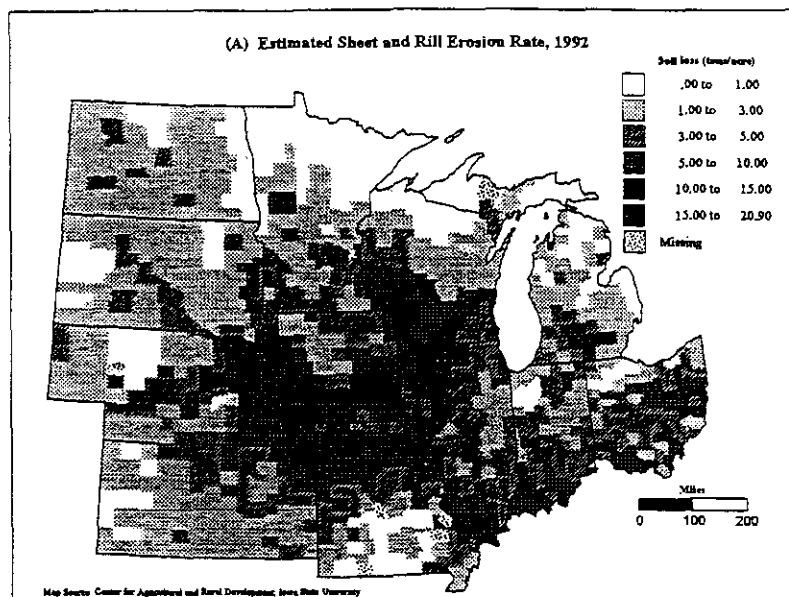 (A) Estimated Sheet and Rill Erosion Rate, 1992
Soil loss (tons/acre)
.00 to 1.00
1.00 to 3.00
3.00 to 5.00
5.00 to 10.00
10.00 to 15.00
15.00 to 20.90
Missing
Miles
0 100 200
Map Source: Center for Agricultural and Rural Development, Iowa State University